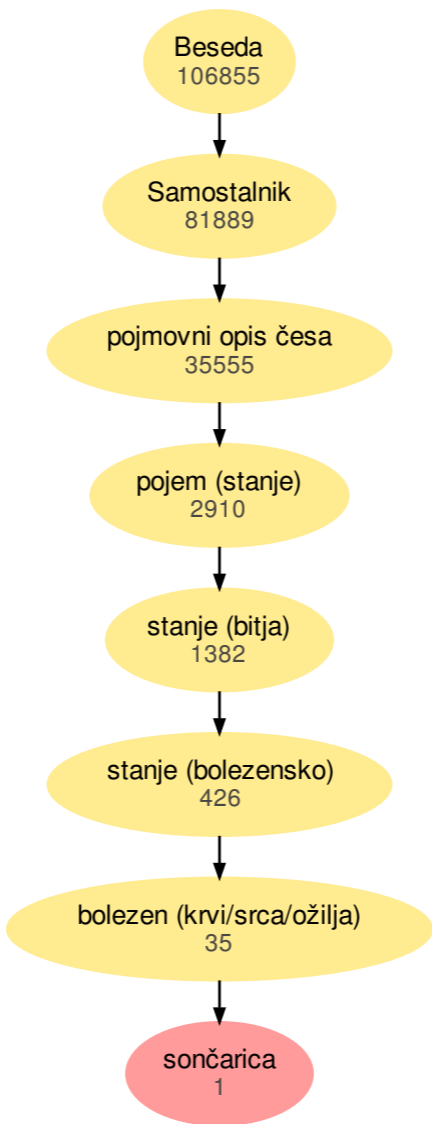 Beseda
106855
Samostalnik
81889
pojmovni opis česa
35555
pojem (stanje)
2910
stanje (bitja)
1382
stanje (bolezensko)
426
bolezen (krvi/srca/ožilja)
35
sončarica
1